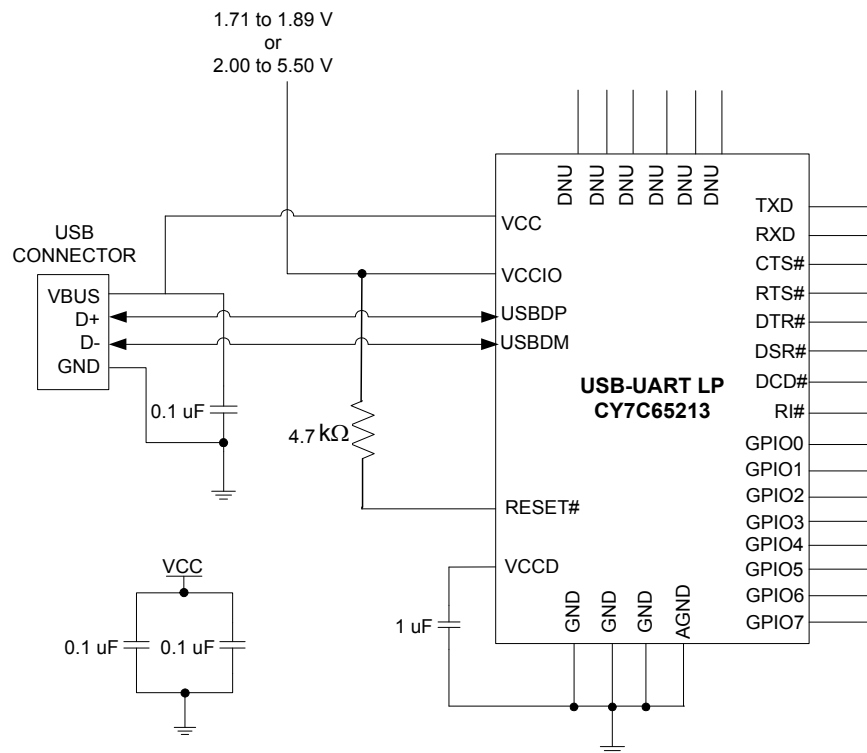 1.71 to 1.89 V
or
2.00 to 5.50 V
DNU
DNU
DNU
DNU
DNU
DNU
USB
CONNECTOR
VBUS
D+
D-
GND
0.1 uF
4.7 kΩ
VCC
VCCIO
USBDP
USBDM
RESET#
VCCD
USB-UART LP
CY7C65213
TXD
RXD
CTS#
RTS#
DTR#
DSR#
DCD#
RI#
GPIO0
GPIO1
GPIO2
GPIO3
GPIO4
GPIO5
GPIO6
GPIO7
GND
GND
GND
AGND
1 uF
VCC
0.1 uF
0.1 uF